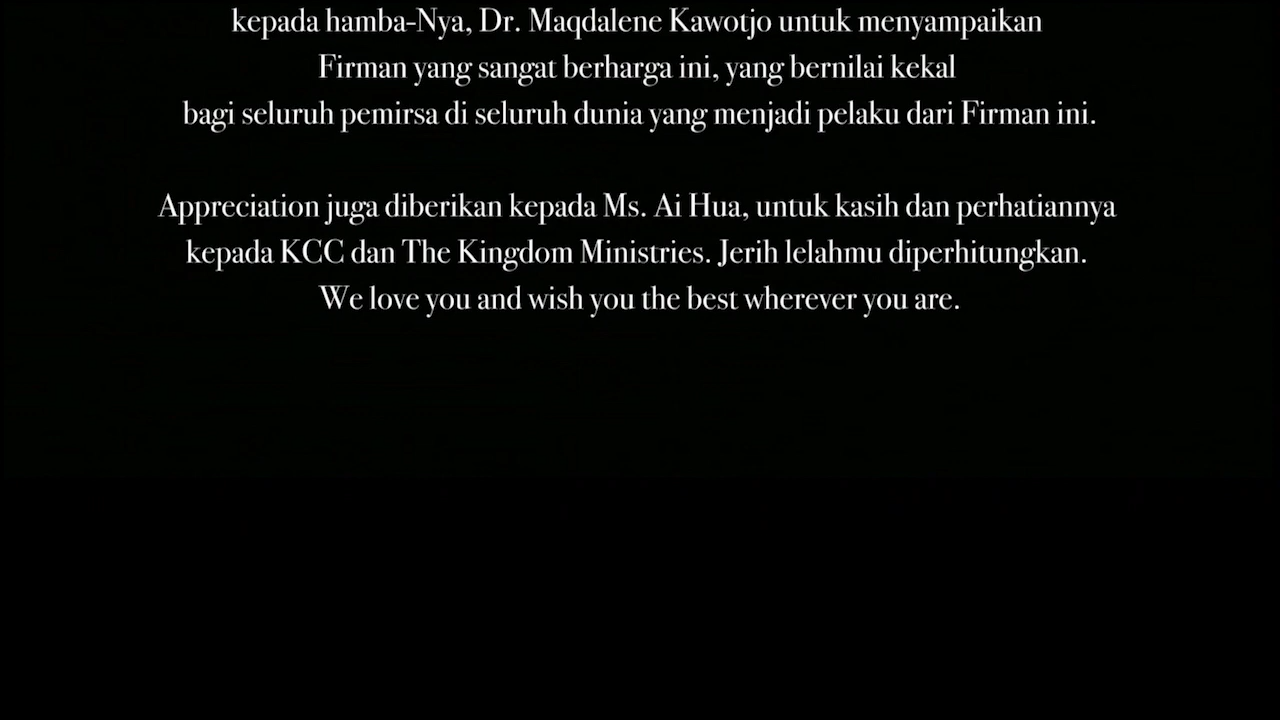 kepada hamba-Nya, Dr. Maqdalene Kawotjo untuk menyampaikan
Firman yang sangat berharga ini, yang bernilai kekal
bagi seluruh pemirsa di seluruh dunia yang menjadi pelaku dari Firman ini.
Appreciation juga diberikan kepada Ms. Ai Hua, untuk kasih dan perhatiannya
kepada KCC dan The Kingdom Ministries. Jerih lelahmu diperhitungkan.
We love you and wish you the best wherever you are.